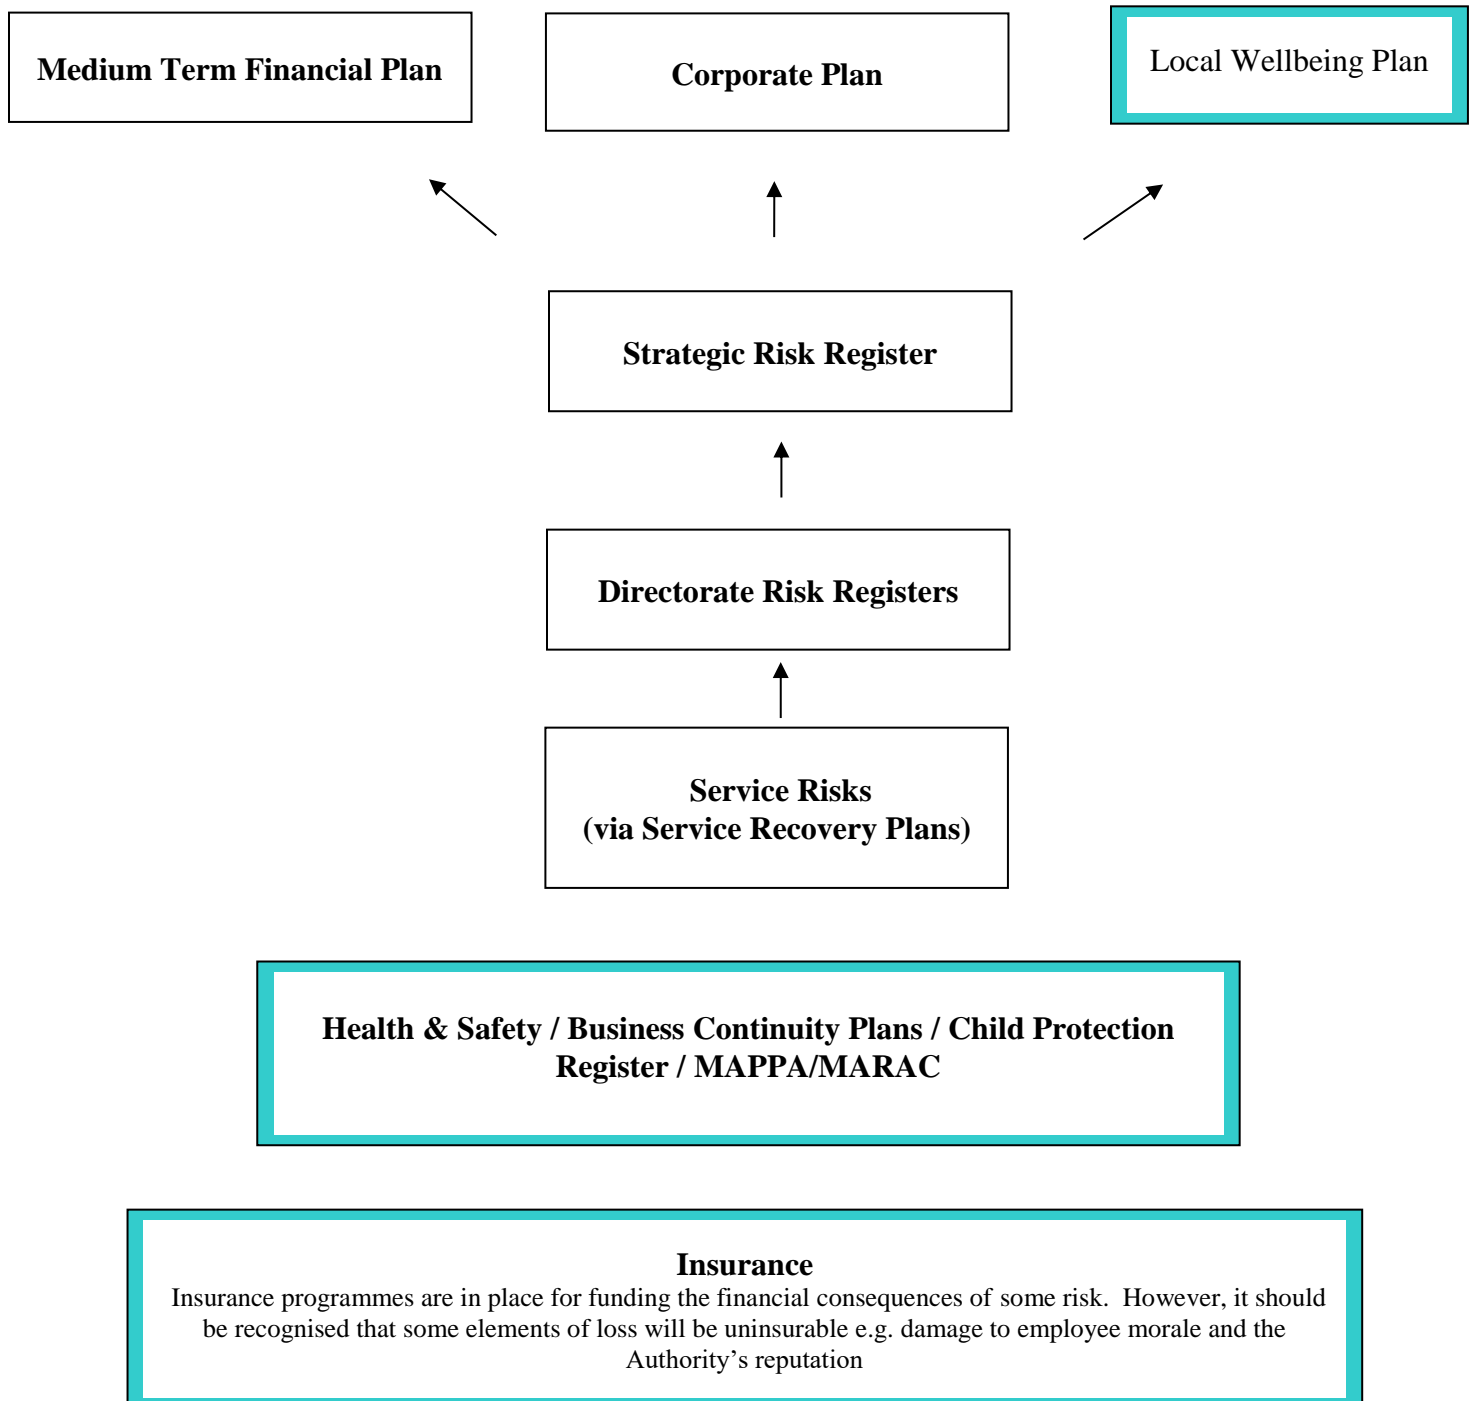 Medium Term Financial Plan
Corporate Plan
Local Wellbeing Plan
Strategic Risk Register
Directorate Risk Registers
Service Risks
(via Service Recovery Plans)
Health & Safety / Business Continuity Plans / Child Protection
Register / MAPPA/MARAC
Insurance
Insurance programmes are in place for funding the financial consequences of some risk.  However, it should
be recognised that some elements of loss will be uninsurable e.g. damage to employee morale and the
Authority’s reputation